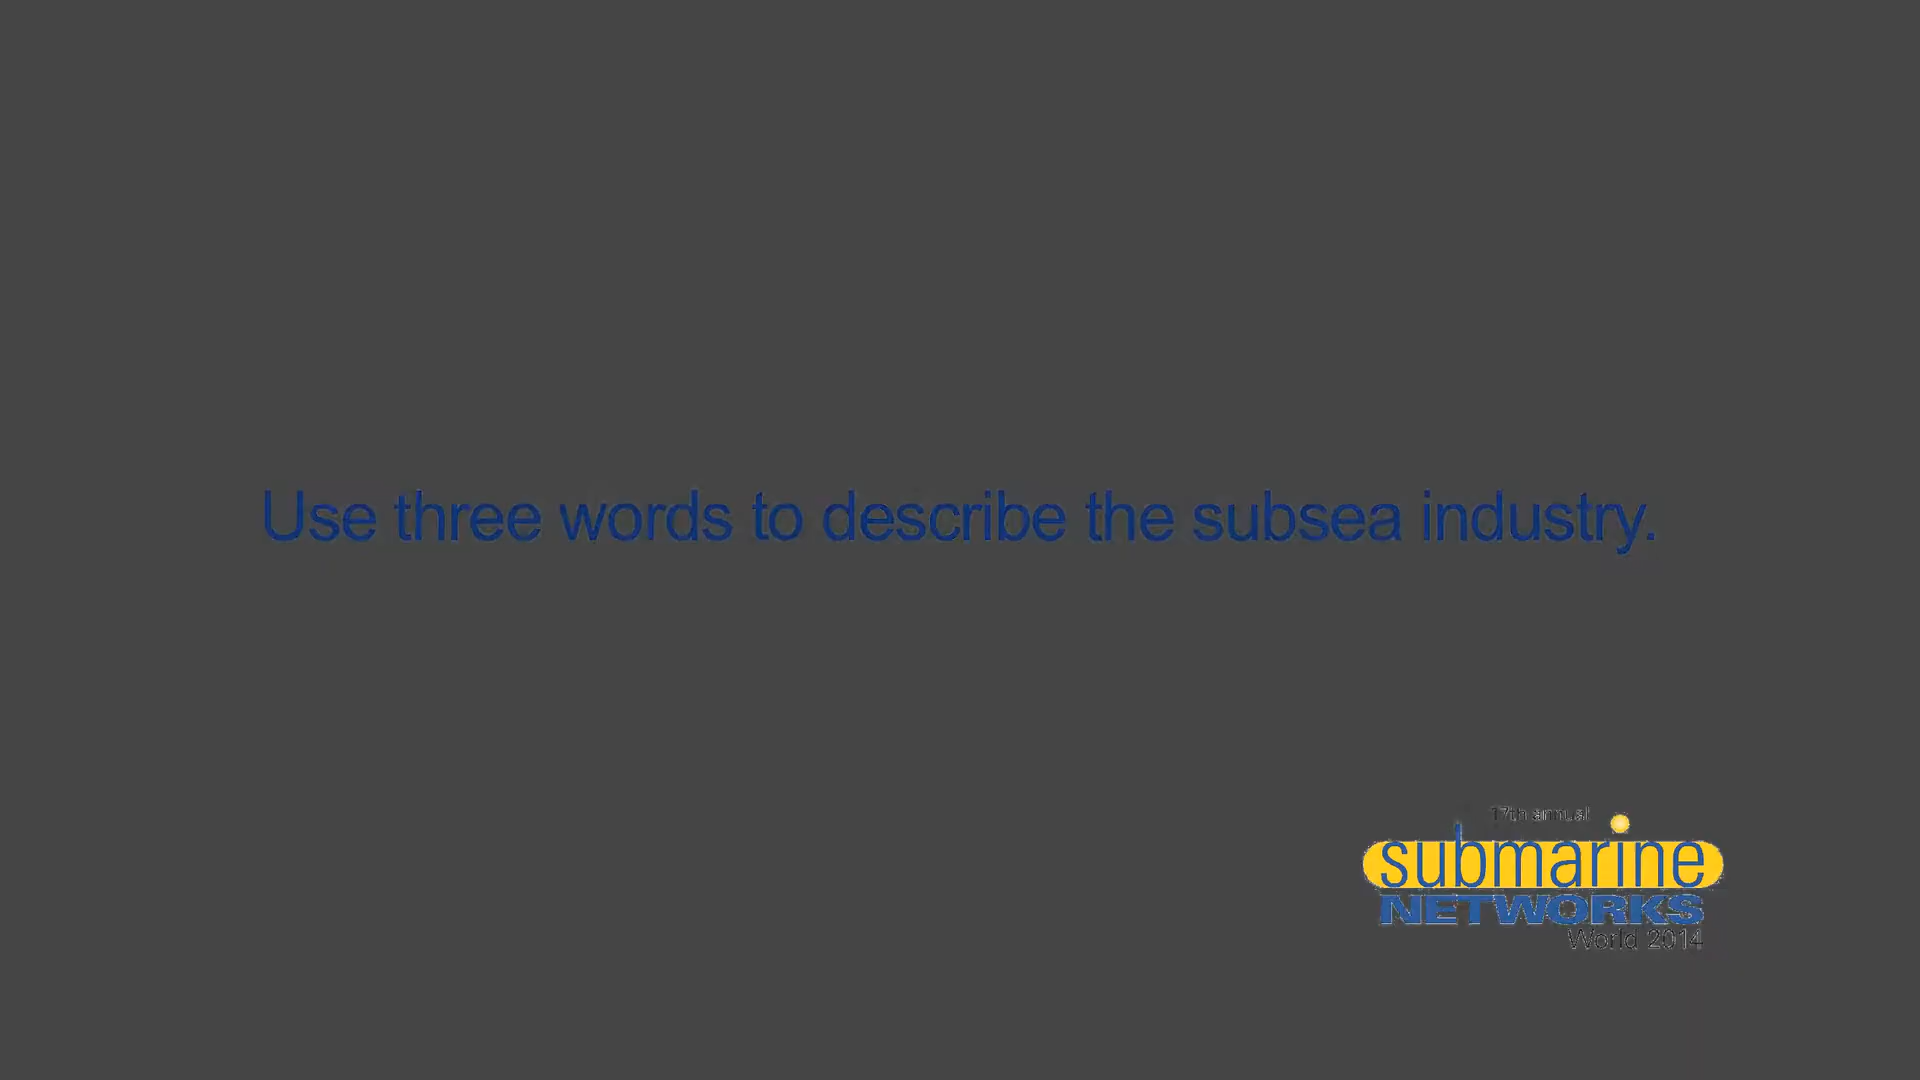 Use three words to describe the subsea industry.
17th annual
submarine
NETWORKS
World 2014